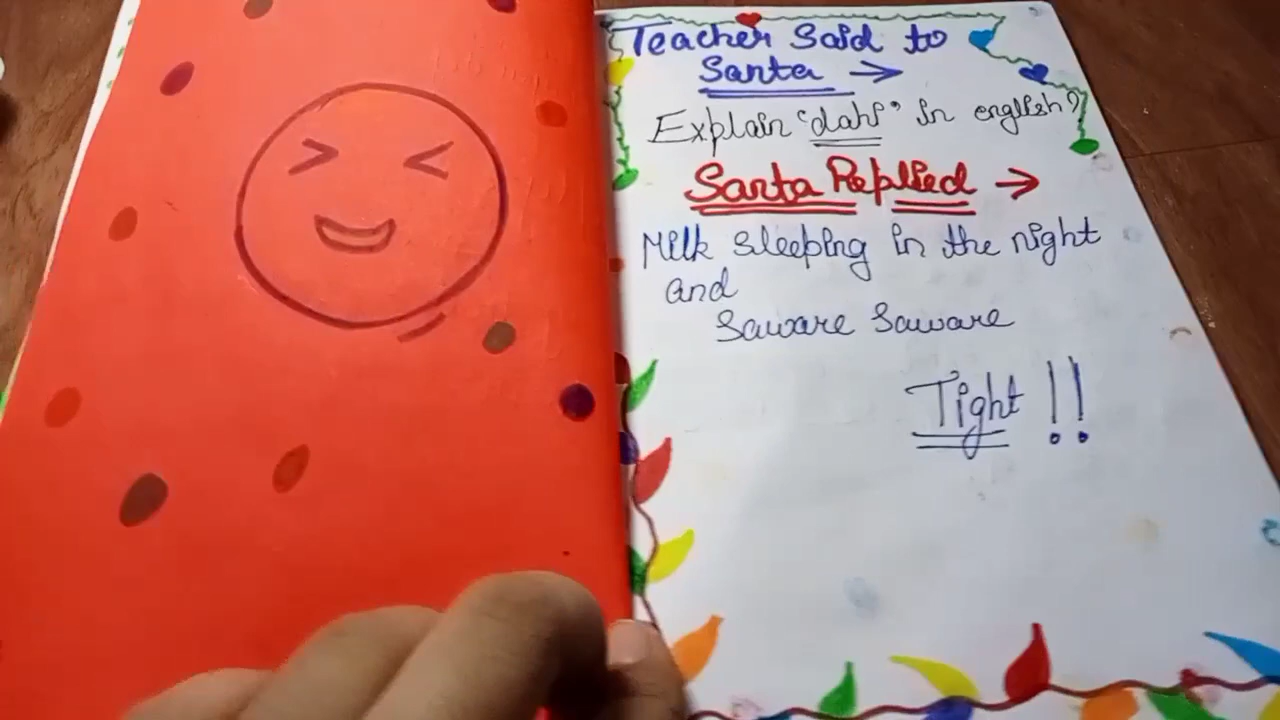 Teacher Said to
Santa →
Explain 'dahi' in english?
Santa Replied →
Milk sleeping in the night
and
Saware Saware
Tight !!